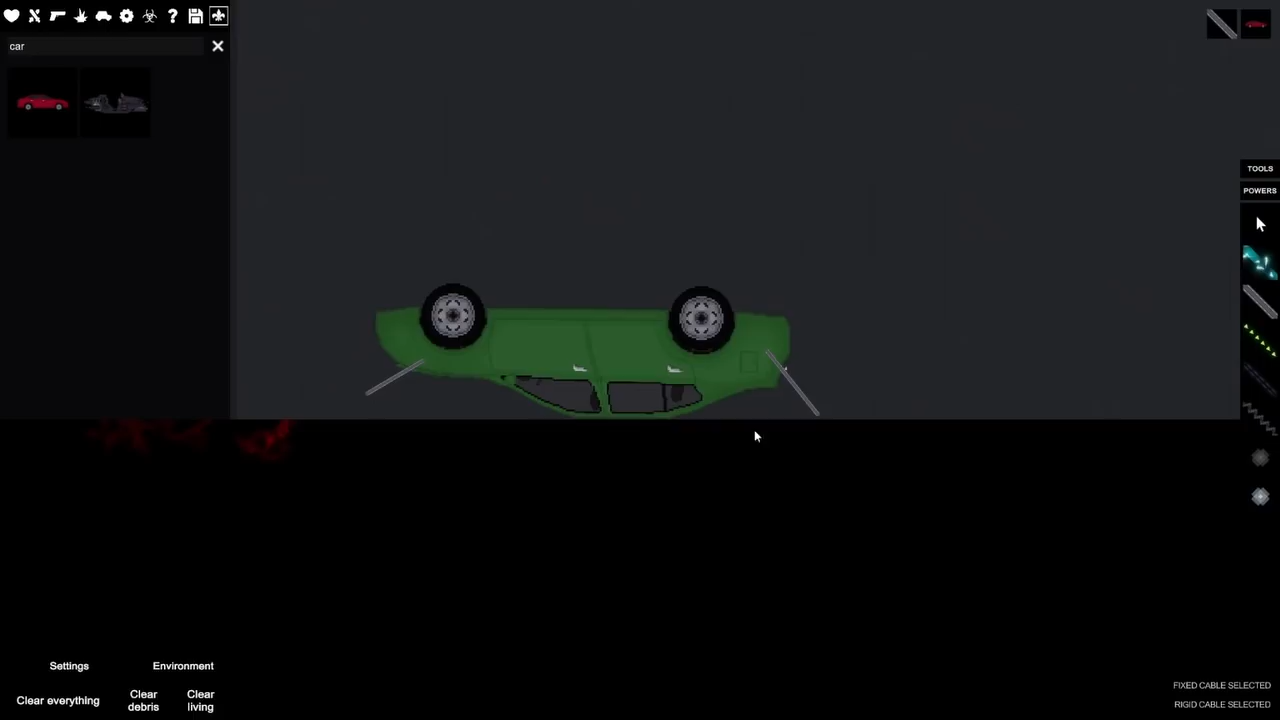 car
TOOLS
POWERS
Settings
Environment
Clear everything
Clear debris
Clear living
FIXED CABLE SELECTED
RIGID CABLE SELECTED